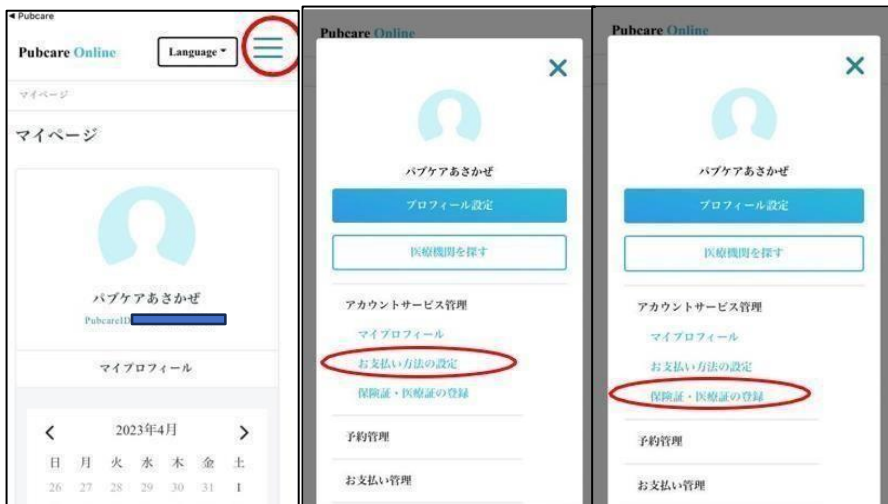 Pubcare
Pubcare Online
Language
マイページ
マイページ
パブケアあさかぜ
PubcareID
マイプロフィール
2023年4月
日 月 火 水 木 金 土
26 27 28 29 30 31 1
Pubcare Online
パブケアあさかぜ
プロフィール設定
医療機関を探す
アカウントサービス管理
マイプロフィール
お支払い方法の設定
保険証・医療証の登録
予約管理
お支払い管理
Pubcare Online
パブケアあさかぜ
プロフィール設定
医療機関を探す
アカウントサービス管理
マイプロフィール
お支払い方法の設定
保険証・医療証の登録
予約管理
お支払い管理